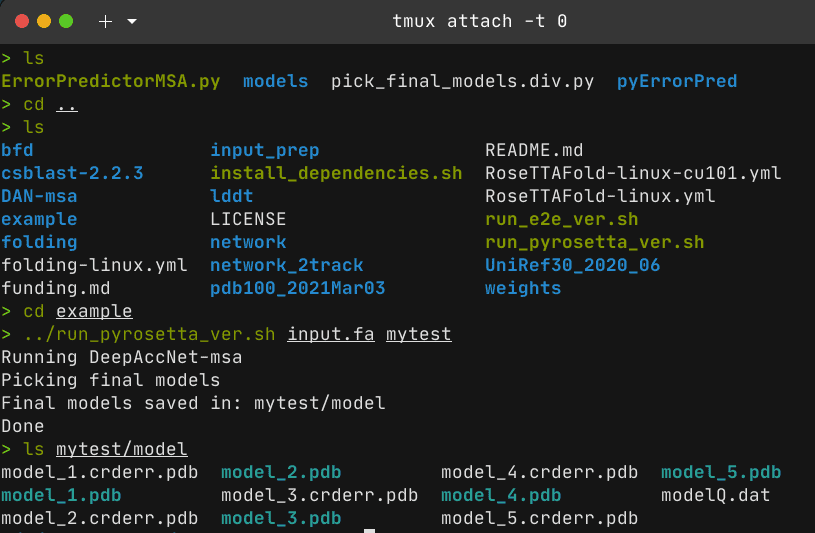 tmux attach -t 0
> ls
ErrorPredictorMSA.py  models  pick_final_models.div.py  pyErrorPred
> cd ..
> ls
bfd                input_prep               README.md
csblast-2.2.3      install_dependencies.sh  RoseTTAFold-linux-cu101.yml
DAN-msa            lddt                     RoseTTAFold-linux.yml
example            LICENSE                  run_e2e_ver.sh
folding            network                  run_pyrosetta_ver.sh
folding-linux.yml  network_2track           UniRef30_2020_06
funding.md         pdb100_2021Mar03         weights
> cd example
> ../run_pyrosetta_ver.sh input.fa mytest
Running DeepAccNet-msa
Picking final models
Final models saved in: mytest/model
Done
> ls mytest/model
model_1.crderr.pdb  model_2.pdb         model_4.crderr.pdb  model_5.pdb
model_1.pdb         model_3.crderr.pdb  model_4.pdb         modelQ.dat
model_2.crderr.pdb  model_3.pdb         model_5.crderr.pdb